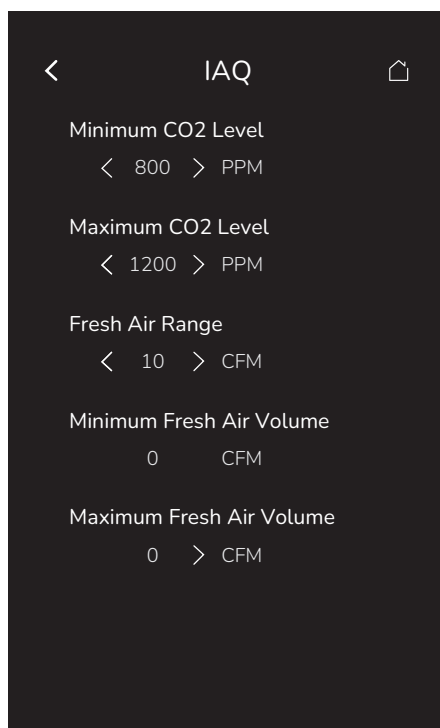 IAQ
Minimum CO2 Level
800 PPM
Maximum CO2 Level
1200 PPM
Fresh Air Range
10 CFM
Minimum Fresh Air Volume
0 CFM
Maximum Fresh Air Volume
0 CFM